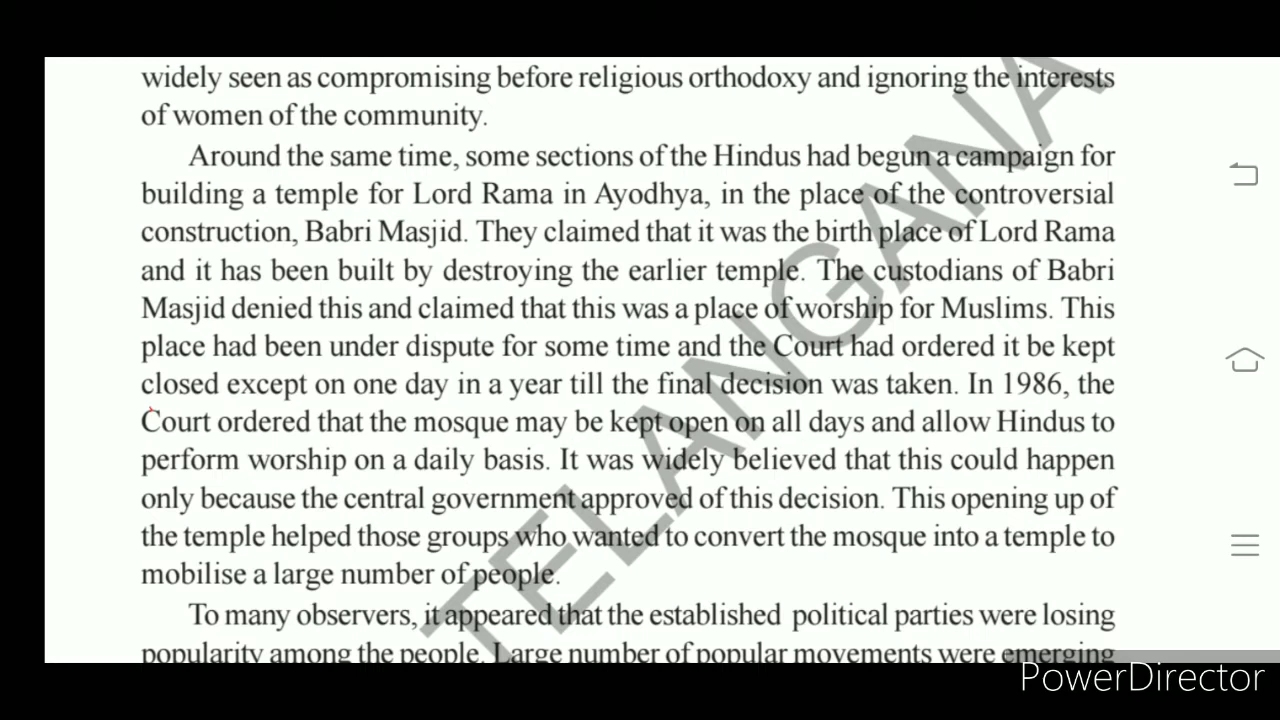 widely seen as compromising before religious orthodoxy and ignoring the interests
of women of the community.
Around the same time, some sections of the Hindus had begun a campaign for
building a temple for Lord Rama in Ayodhya, in the place of the controversial
construction, Babri Masjid. They claimed that it was the birth place of Lord Rama
and it has been built by destroying the earlier temple. The custodians of Babri
Masjid denied this and claimed that this was a place of worship for Muslims. This
place had been under dispute for some time and the Court had ordered it be kept
closed except on one day in a year till the final decision was taken. In 1986, the
Court ordered that the mosque may be kept open on all days and allow Hindus to
perform worship on a daily basis. It was widely believed that this could happen
only because the central government approved of this decision. This opening up of
the temple helped those groups who wanted to convert the mosque into a temple to
mobilise a large number of people.
To many observers, it appeared that the established political parties were losing
popularity among the people. Large number of popular movements were emerging
TELANGANA
PowerDirector